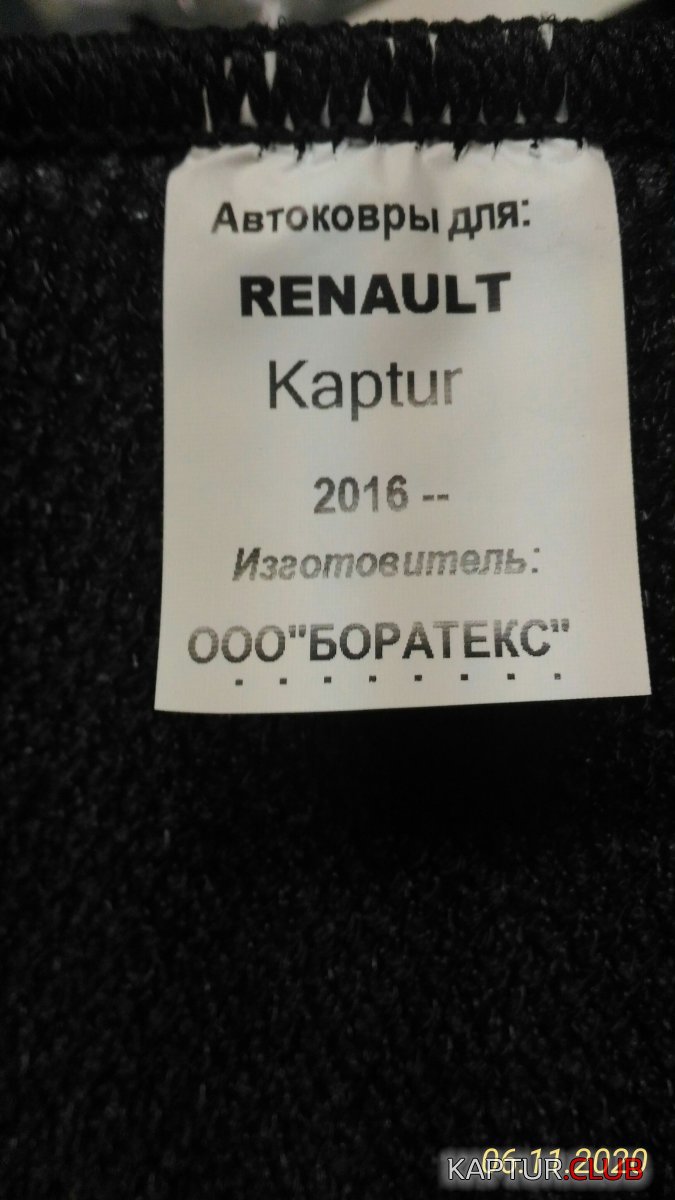 Автоковры для:
RENAULT
Kaptur
2016 --
Изготовитель:
ООО"БОРАТЕКС"
06.11.2020
KAPTUR.CLUB